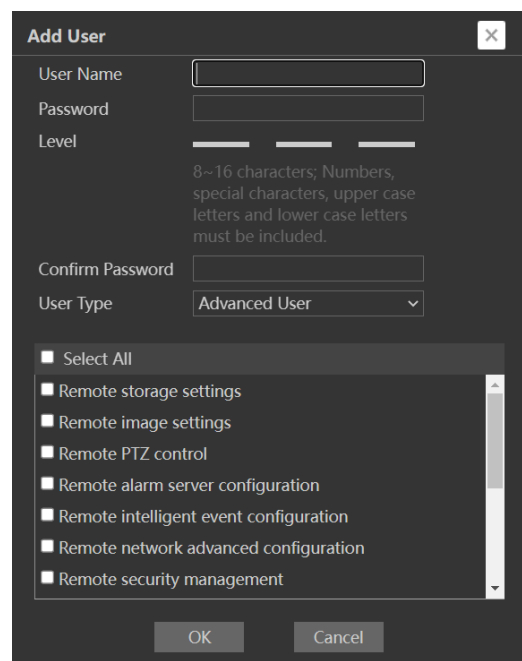 Add User
User Name
Password
Level
8~16 characters; Numbers,
special characters, upper case
letters and lower case letters
must be included.
Confirm Password
User Type Advanced User
Select All
Remote storage settings
Remote image settings
Remote PTZ control
Remote alarm server configuration
Remote intelligent event configuration
Remote network advanced configuration
Remote security management
OK Cancel